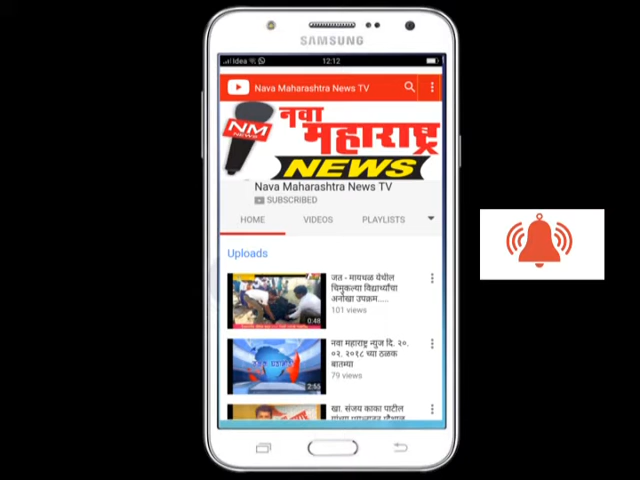 SAMSUNG
Idea
12:12
Nava Maharashtra News TV
NM
NEWS
नवा
महाराष्ट्र
NEWS
Nava Maharashtra News TV
SUBSCRIBED
HOME VIDEOS PLAYLISTS
Uploads
जत - मायथळ येथील
चिमुकल्या विद्यार्थ्यांचा
अनोखा उपक्रम.....
101 views
0:48
नवा महाराष्ट्र न्युज दि. २०.
०२. २०१८ च्या ठळक
बातम्या
79 views
2:55
खा. संजय काका पाटील